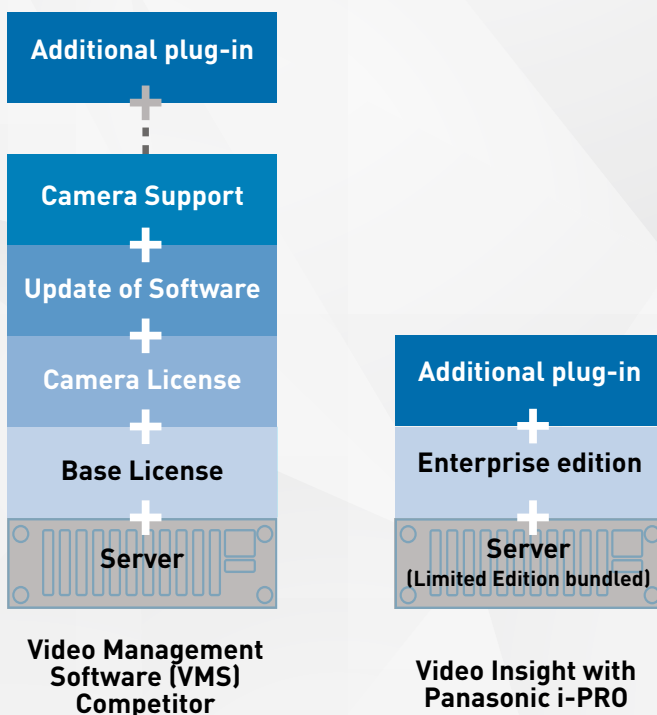 Additional plug-in
Camera Support
Update of Software
Camera License
Base License
Server
Video Management
Software (VMS)
Competitor
Additional plug-in
Enterprise edition
Server
(Limited Edition bundled)
Video Insight with
Panasonic i-PRO